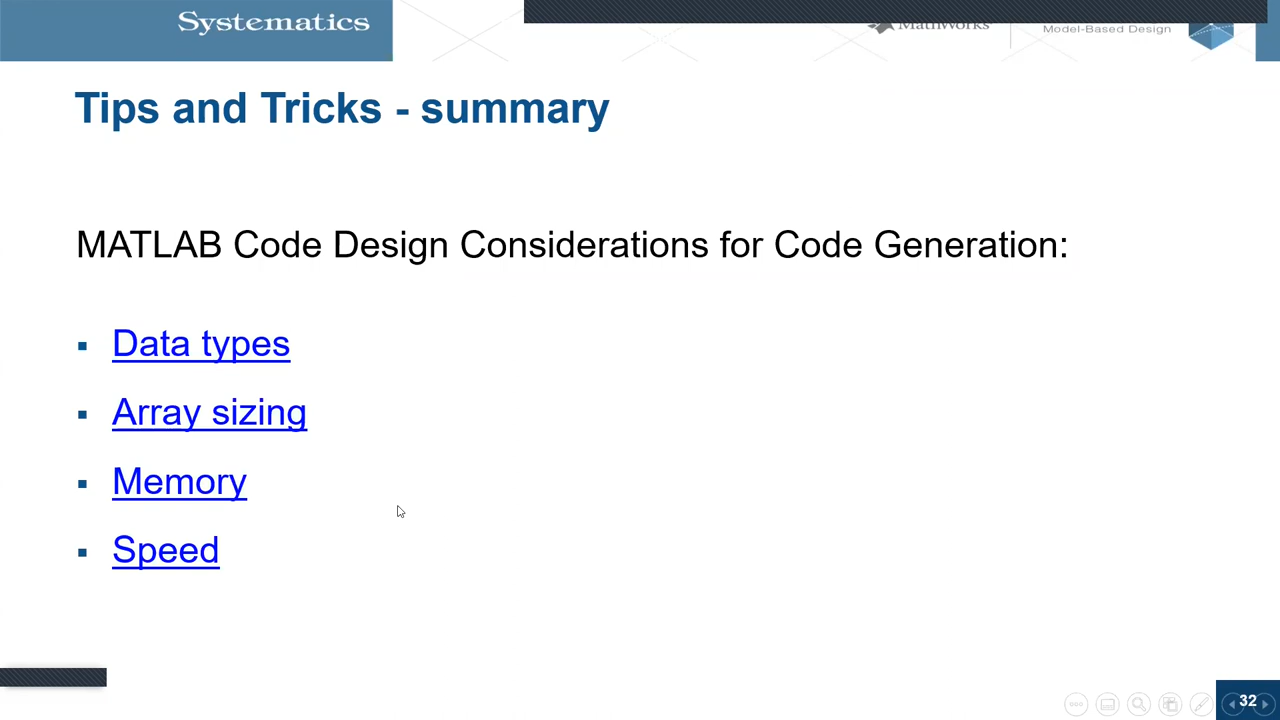 Systematics
MathWorks
Model-Based Design
Tips and Tricks - summary
MATLAB Code Design Considerations for Code Generation:
▪ Data types
▪ Array sizing
▪ Memory
▪ Speed
32